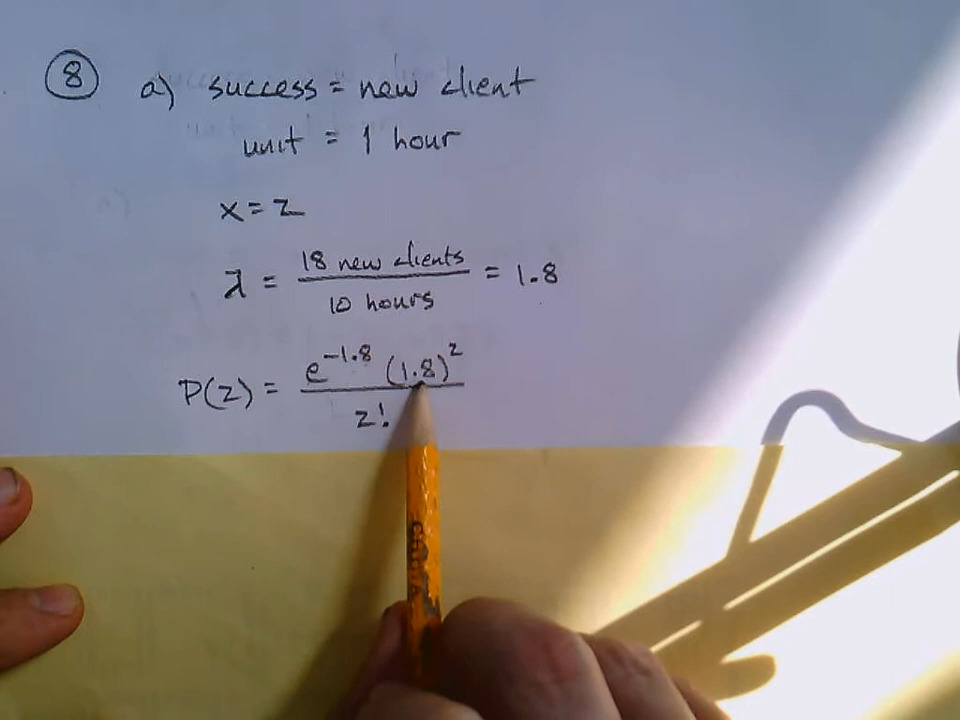 ⑧ a) success = new client
unit = 1 hour
x = 2
λ = 18 new clients / 10 hours = 1.8
P(2) = e^-1.8 (1.8)^2 / 2!